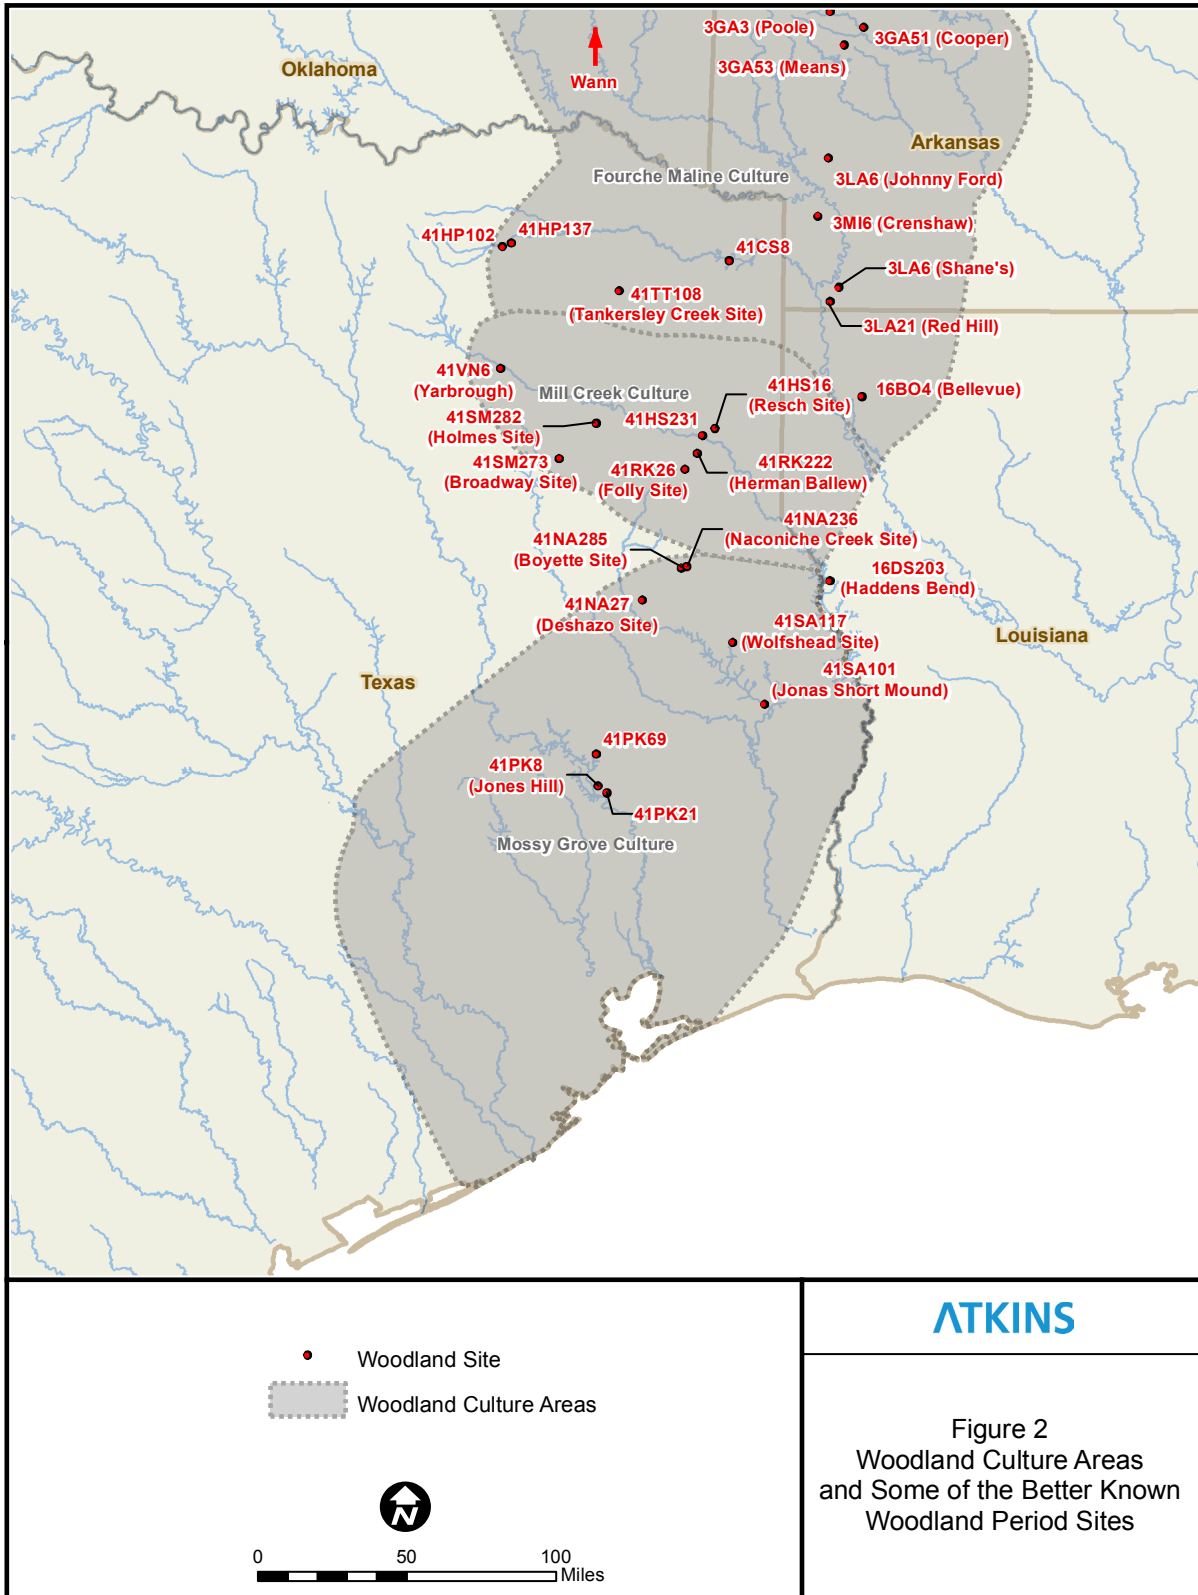 3GA3 (Poole)
3GA51 (Cooper)
3GA53 (Means)
Wann
Oklahoma
Arkansas
Fourche Maline Culture
3LA6 (Johnny Ford)
3MI6 (Crenshaw)
41HP102
41HP137
41CS8
3LA6 (Shane's)
41TT108
(Tankersley Creek Site)
3LA21 (Red Hill)
41VN6
(Yarbrough)
Mill Creek Culture
41HS16
(Resch Site)
16BO4 (Bellevue)
41SM282
(Holmes Site)
41HS231
41SM273
(Broadway Site)
41RK26
(Folly Site)
41RK222
(Herman Ballew)
41NA236
(Naconiche Creek Site)
41NA285
(Boyette Site)
16DS203
(Haddens Bend)
41NA27
(Deshazo Site)
41SA117
(Wolfshead Site)
Louisiana
41SA101
(Jonas Short Mound)
Texas
41PK69
41PK8
(Jones Hill)
41PK21
Mossy Grove Culture
Woodland Site
Woodland Culture Areas
N
0 50 100
Miles
ATKINS
Figure 2
Woodland Culture Areas
and Some of the Better Known
Woodland Period Sites